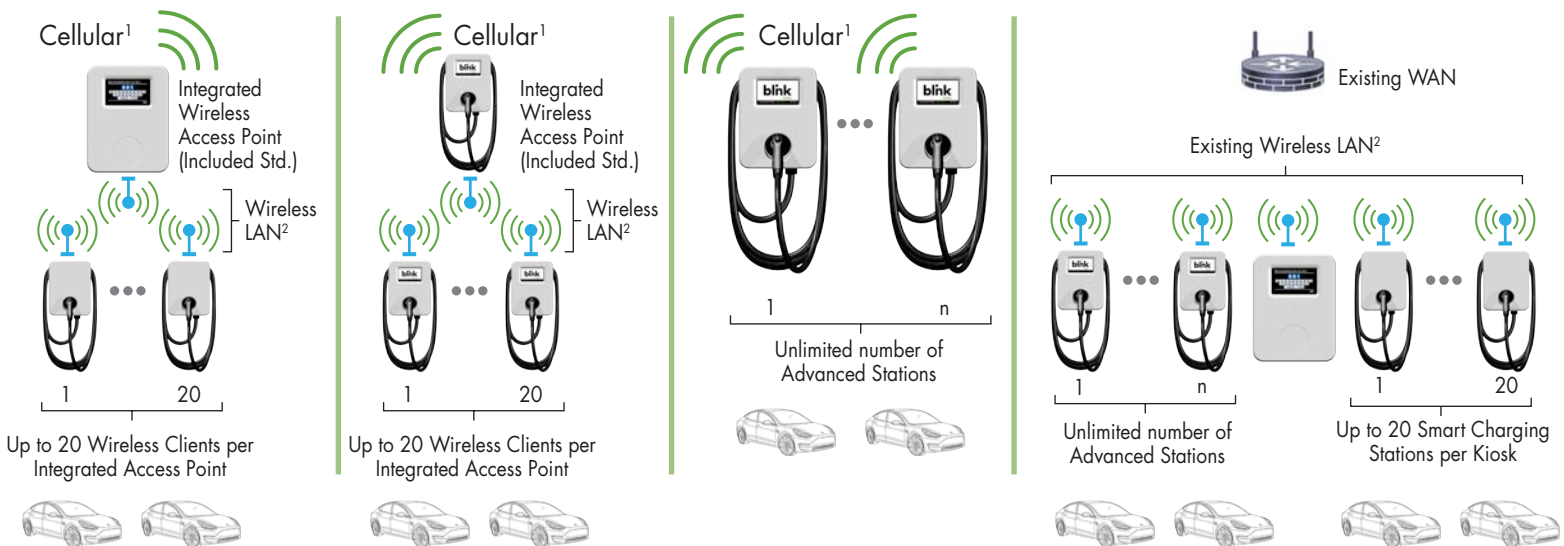 Cellular1
Integrated
Wireless
Access Point
(Included Std.)
Wireless
LAN2
1
20
Up to 20 Wireless Clients per
Integrated Access Point
Cellular1
blink
Integrated
Wireless
Access Point
(Included Std.)
Wireless
LAN2
blink
blink
1
20
Up to 20 Wireless Clients per
Integrated Access Point
Cellular1
blink
blink
1
n
Unlimited number of
Advanced Stations
Existing WAN
Existing Wireless LAN2
blink
blink
1
n
1
20
Unlimited number of
Advanced Stations
Up to 20 Smart Charging
Stations per Kiosk